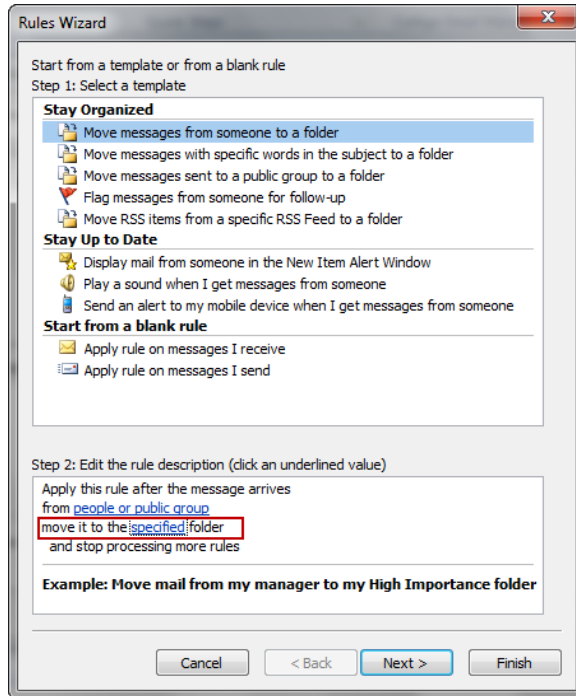 Rules Wizard
Start from a template or from a blank rule
Step 1: Select a template
Stay Organized
Move messages from someone to a folder
Move messages with specific words in the subject to a folder
Move messages sent to a public group to a folder
Flag messages from someone for follow-up
Move RSS items from a specific RSS Feed to a folder
Stay Up to Date
Display mail from someone in the New Item Alert Window
Play a sound when I get messages from someone
Send an alert to my mobile device when I get messages from someone
Start from a blank rule
Apply rule on messages I receive
Apply rule on messages I send
Step 2: Edit the rule description (click an underlined value)
Apply this rule after the message arrives
from people or public group
move it to the specified folder
and stop processing more rules
Example: Move mail from my manager to my High Importance folder
Cancel < Back Next > Finish